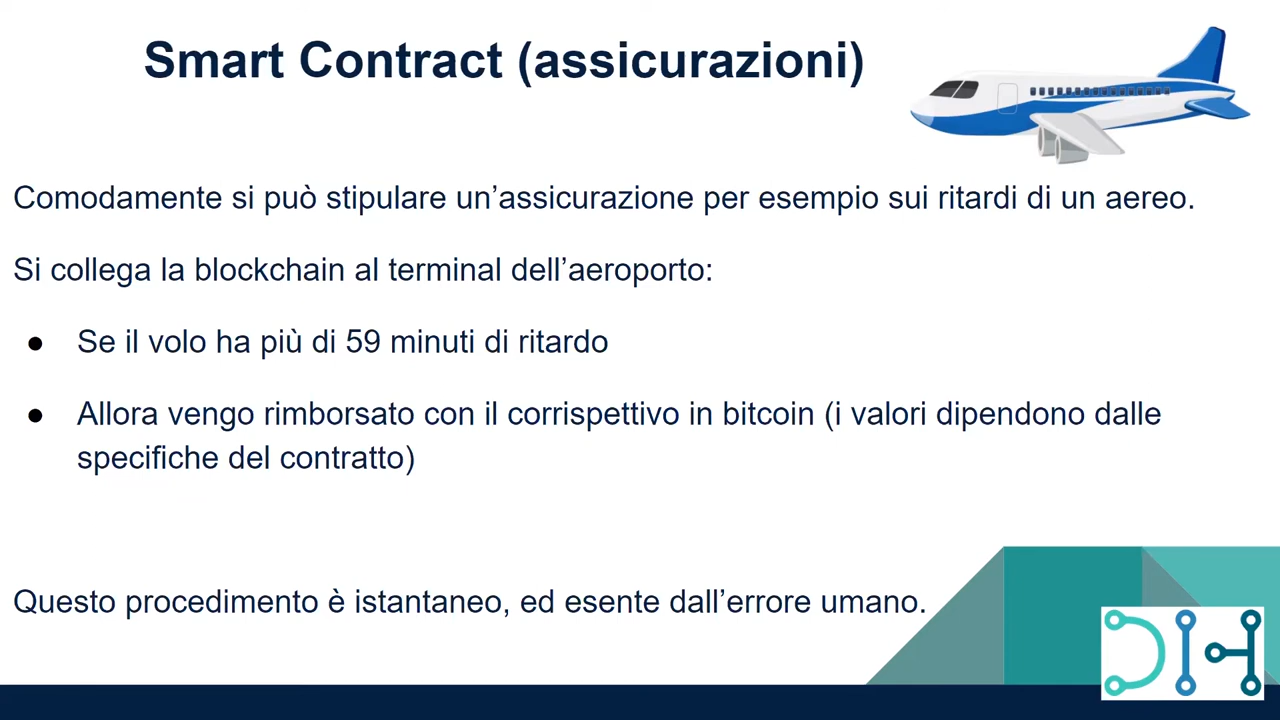 Smart Contract (assicurazioni)
Comodamente si può stipulare un’assicurazione per esempio sui ritardi di un aereo.
Si collega la blockchain al terminal dell’aeroporto:
● Se il volo ha più di 59 minuti di ritardo
● Allora vengo rimborsato con il corrispettivo in bitcoin (i valori dipendono dalle
specifiche del contratto)
Questo procedimento è istantaneo, ed esente dall’errore umano.
DIH